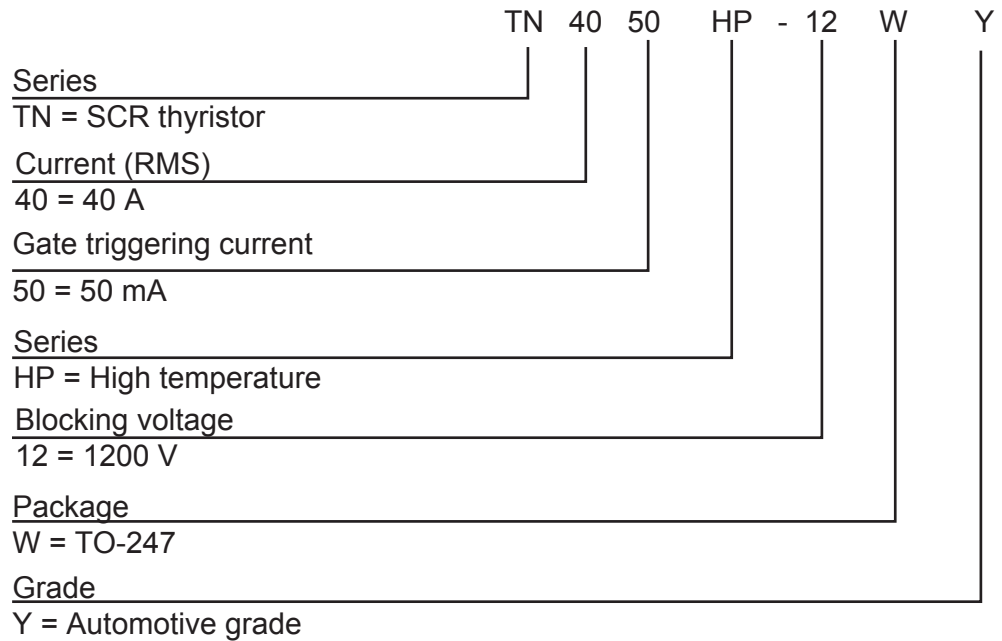 TN 40 50 HP - 12 W Y
Series
TN = SCR thyristor
Current (RMS)
40 = 40 A
Gate triggering current
50 = 50 mA
Series
HP = High temperature
Blocking voltage
12 = 1200 V
Package
W = TO-247
Grade
Y = Automotive grade